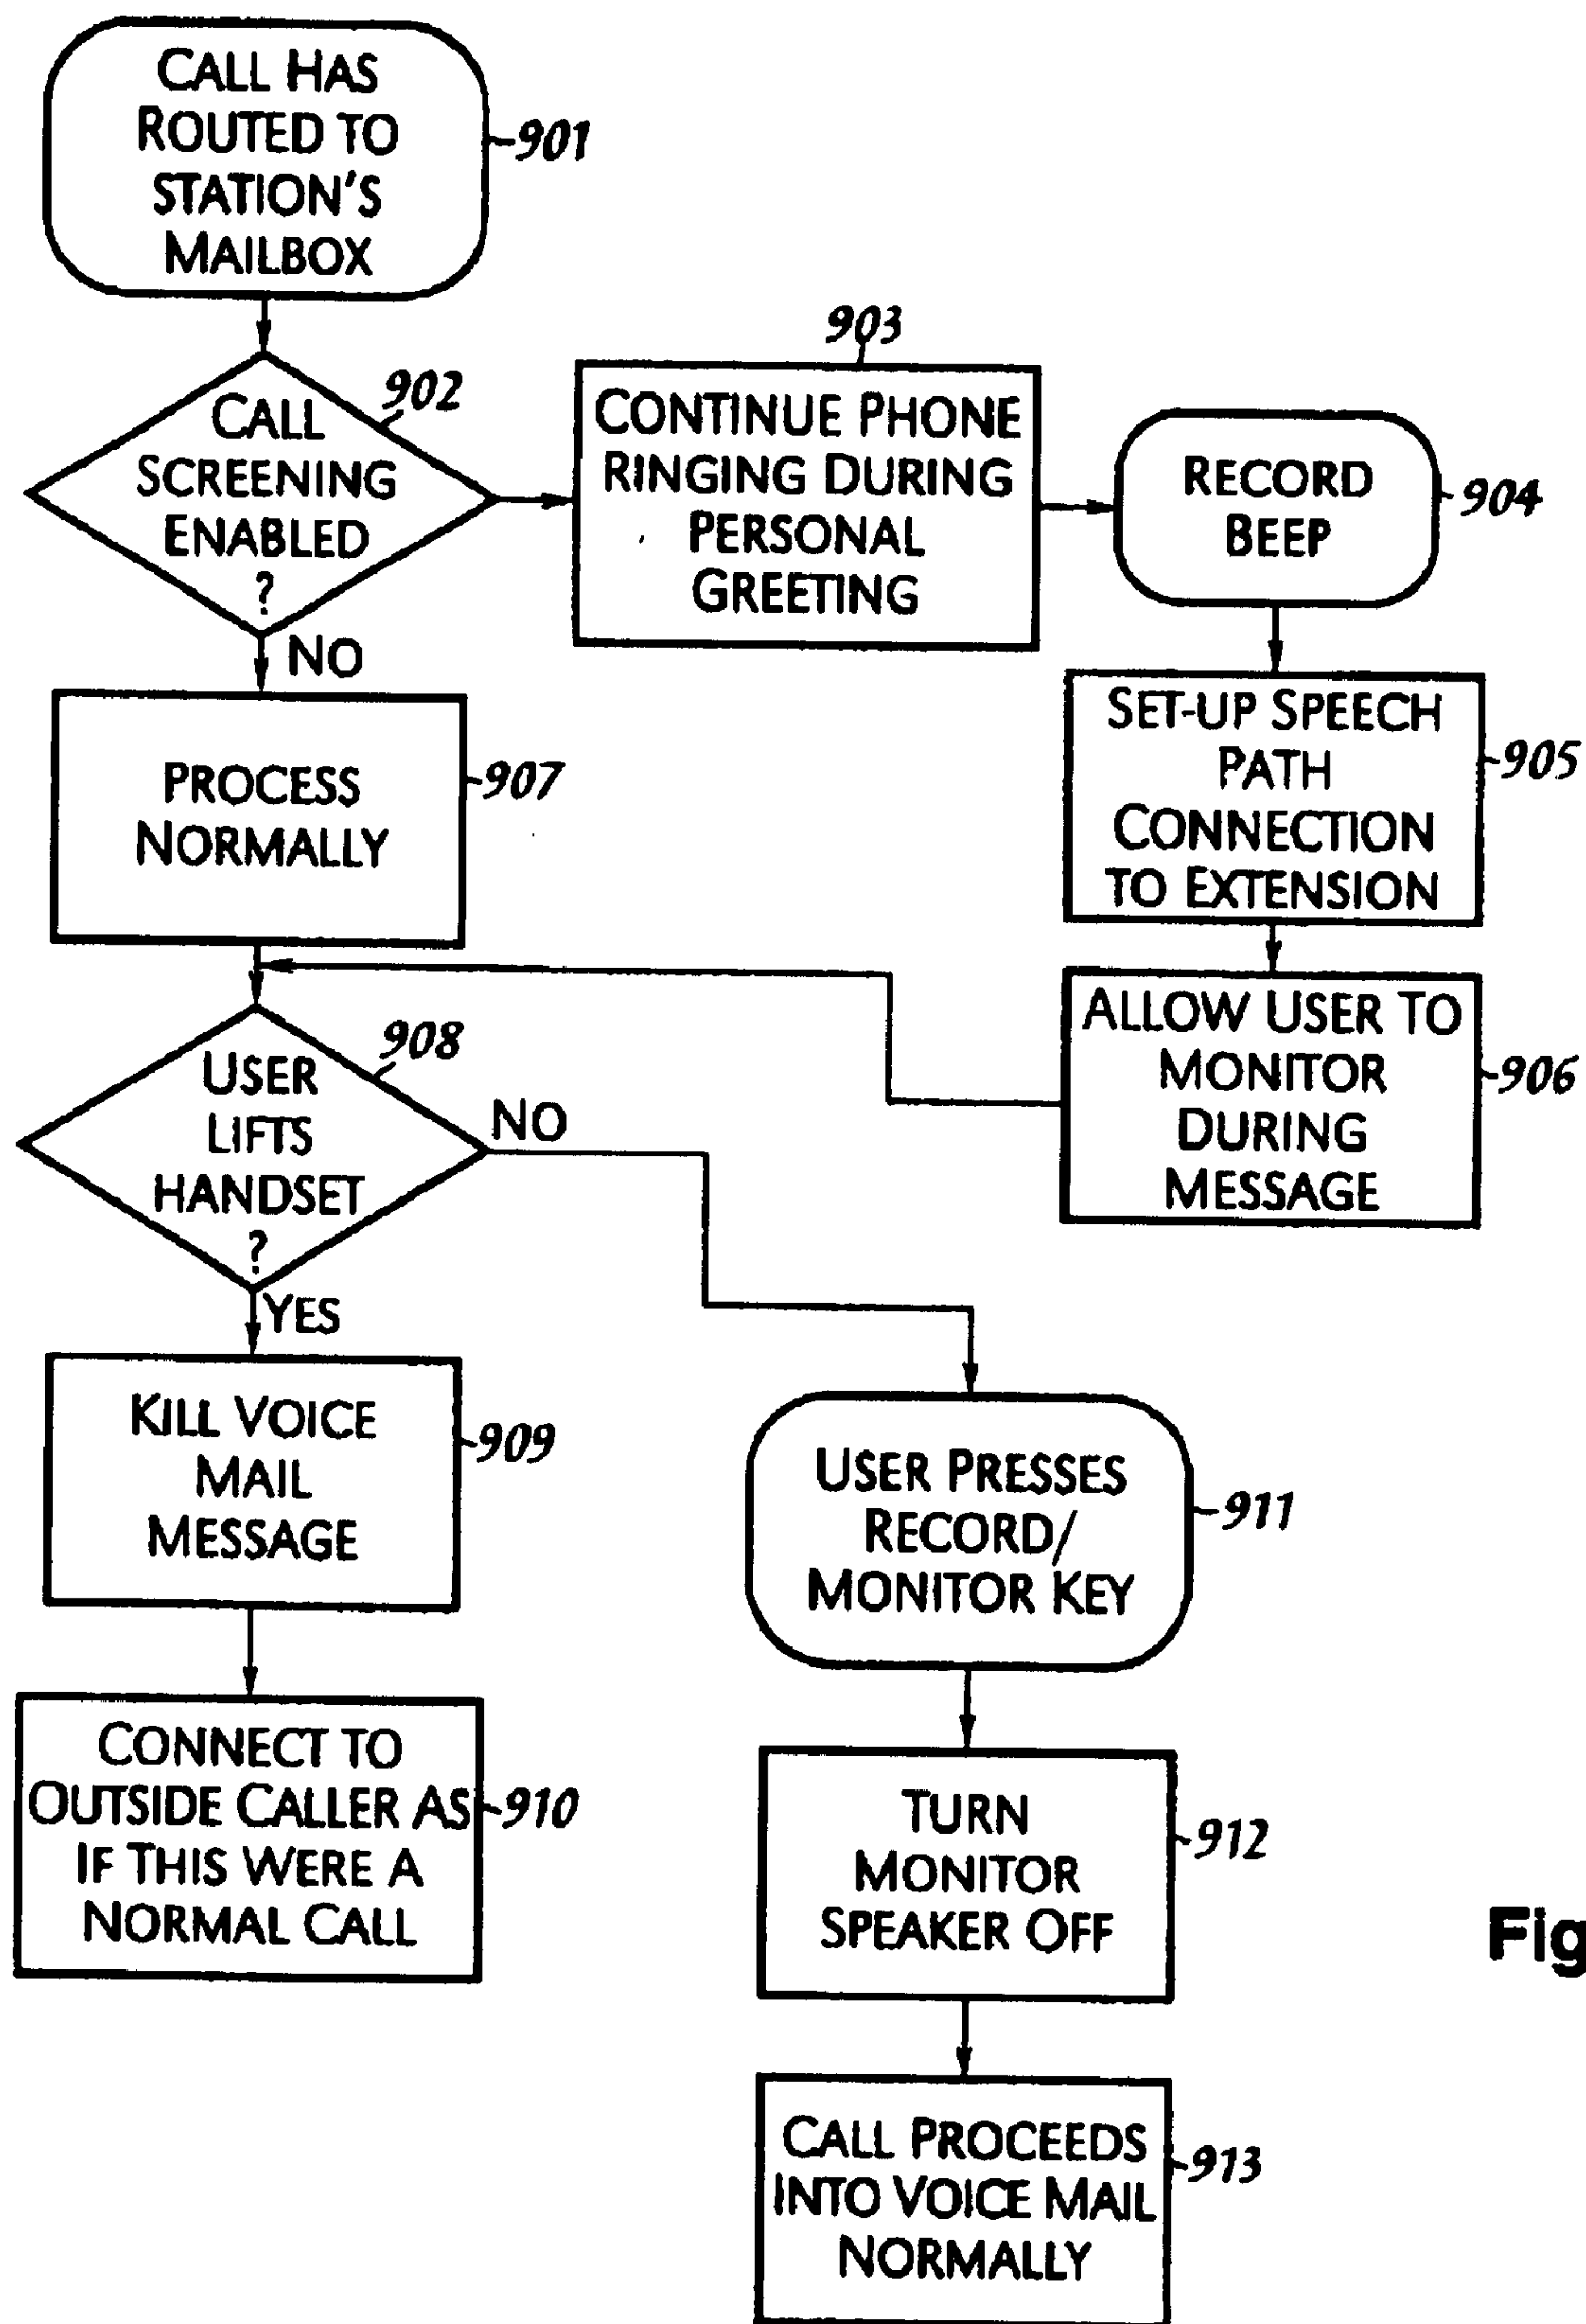 CALL HAS
ROUTED TO
STATION'S
MAILBOX
901
CALL
SCREENING
ENABLED
?
902
NO
903
CONTINUE PHONE
RINGING DURING
PERSONAL
GREETING
RECORD
BEEP
904
SET-UP SPEECH
PATH
CONNECTION
TO EXTENSION
905
ALLOW USER TO
MONITOR
DURING
MESSAGE
906
PROCESS
NORMALLY
907
USER
LIFTS
HANDSET
?
908
NO
YES
KILL VOICE
MAIL
MESSAGE
909
CONNECT TO
OUTSIDE CALLER AS
IF THIS WERE A
NORMAL CALL
910
USER PRESSES
RECORD/
MONITOR KEY
911
TURN
MONITOR
SPEAKER OFF
912
CALL PROCEEDS
INTO VOICE MAIL
NORMALLY
913
Fig